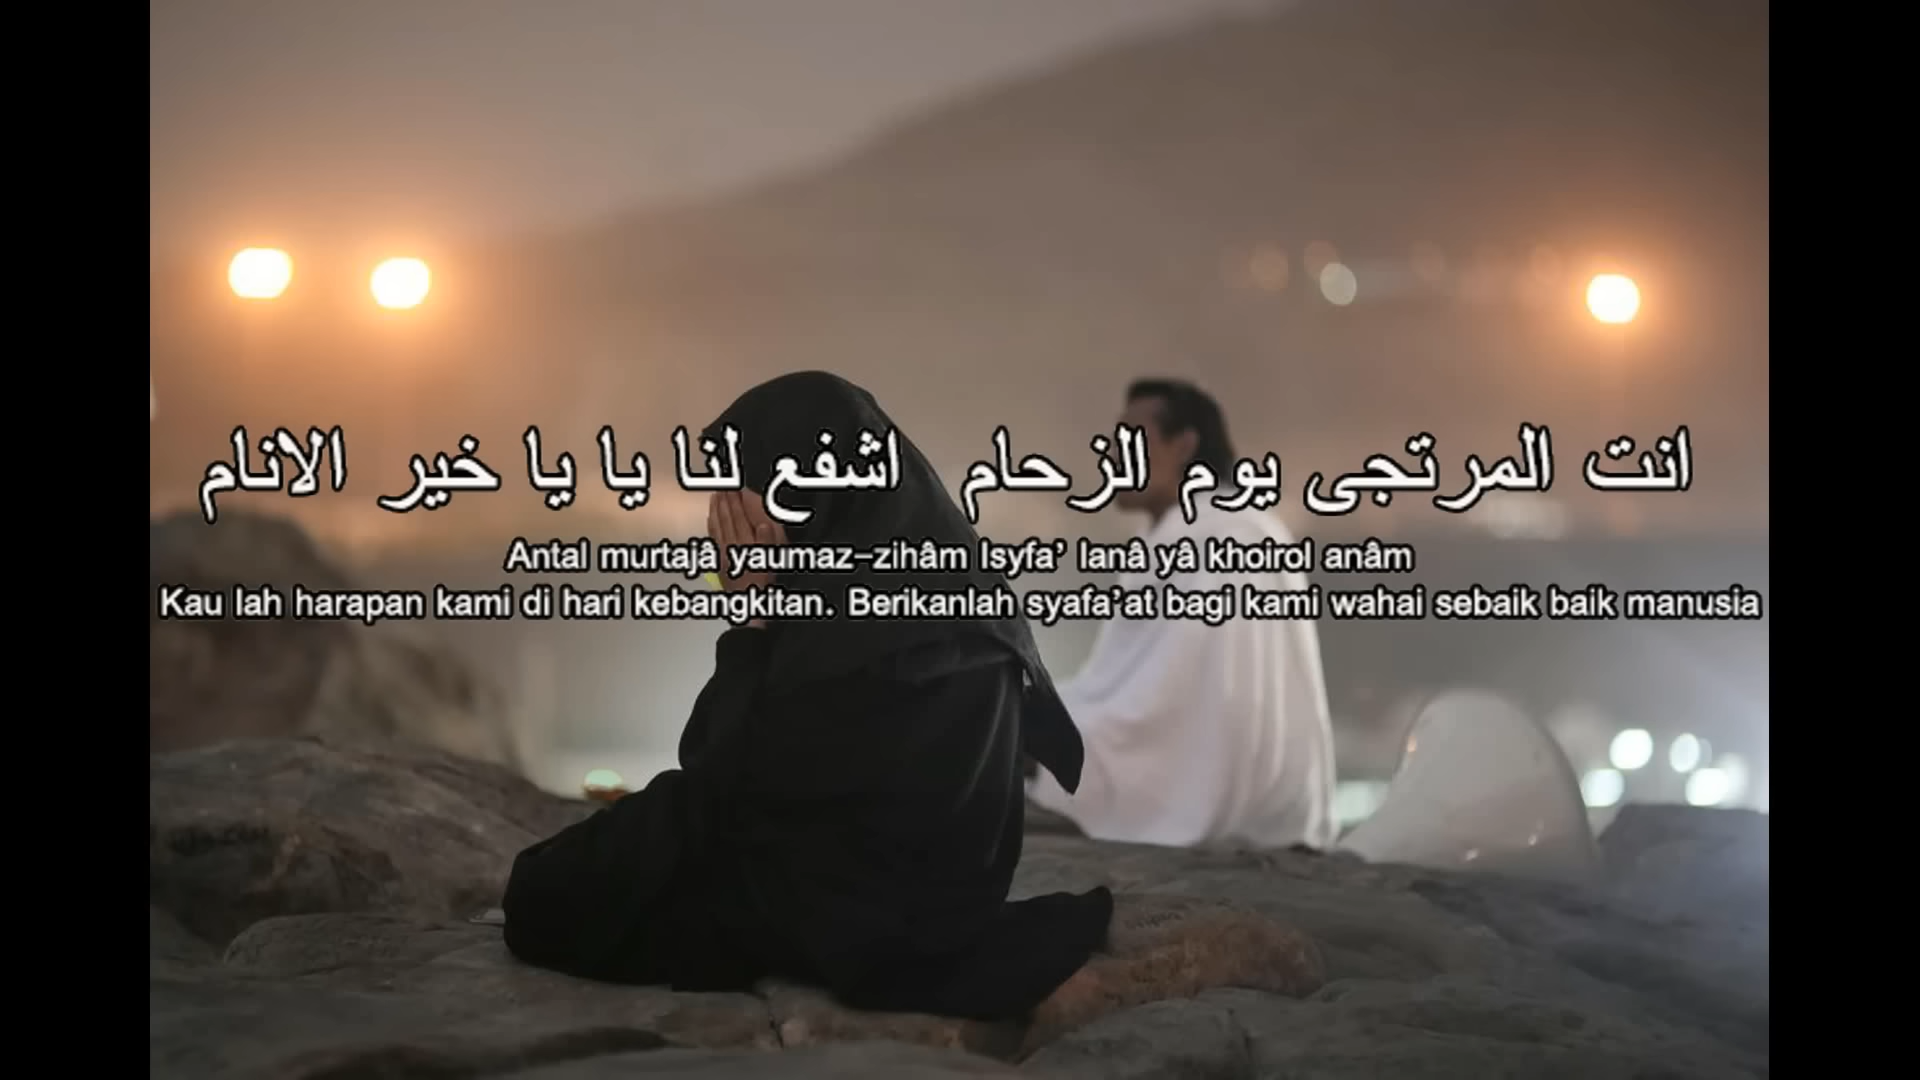 انت المرتجى يوم الزحام اشفع لنا يا يا خير الانام
Antal murtajâ yaumaz-zihâm Isyfa’ lanâ yâ khoirol anâm
Kau lah harapan kami di hari kebangkitan. Berikanlah syafa’at bagi kami wahai sebaik baik manusia